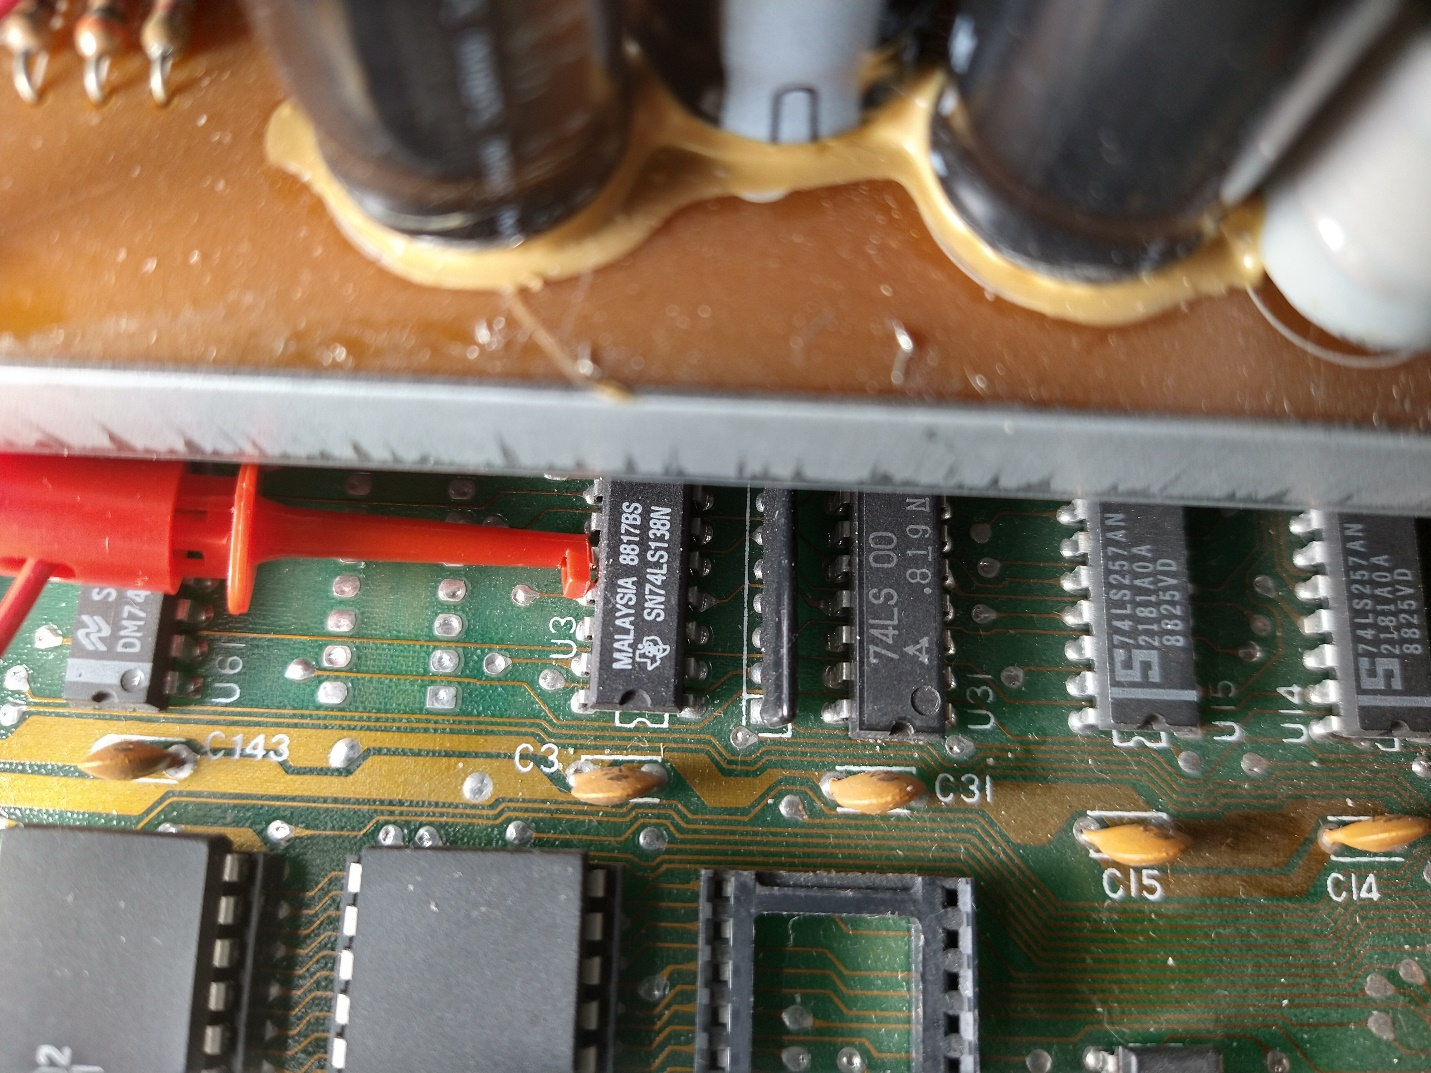 MALAYSIA 8817BS
SN74LS138N
U3
74LS 00
.819 N
U31
74LS257AN
2181A0A
8825VD
U15
74LS257AN
2181A0A
8825VD
U14
S
DM74
U61
C143
C3
C31
C15
C14